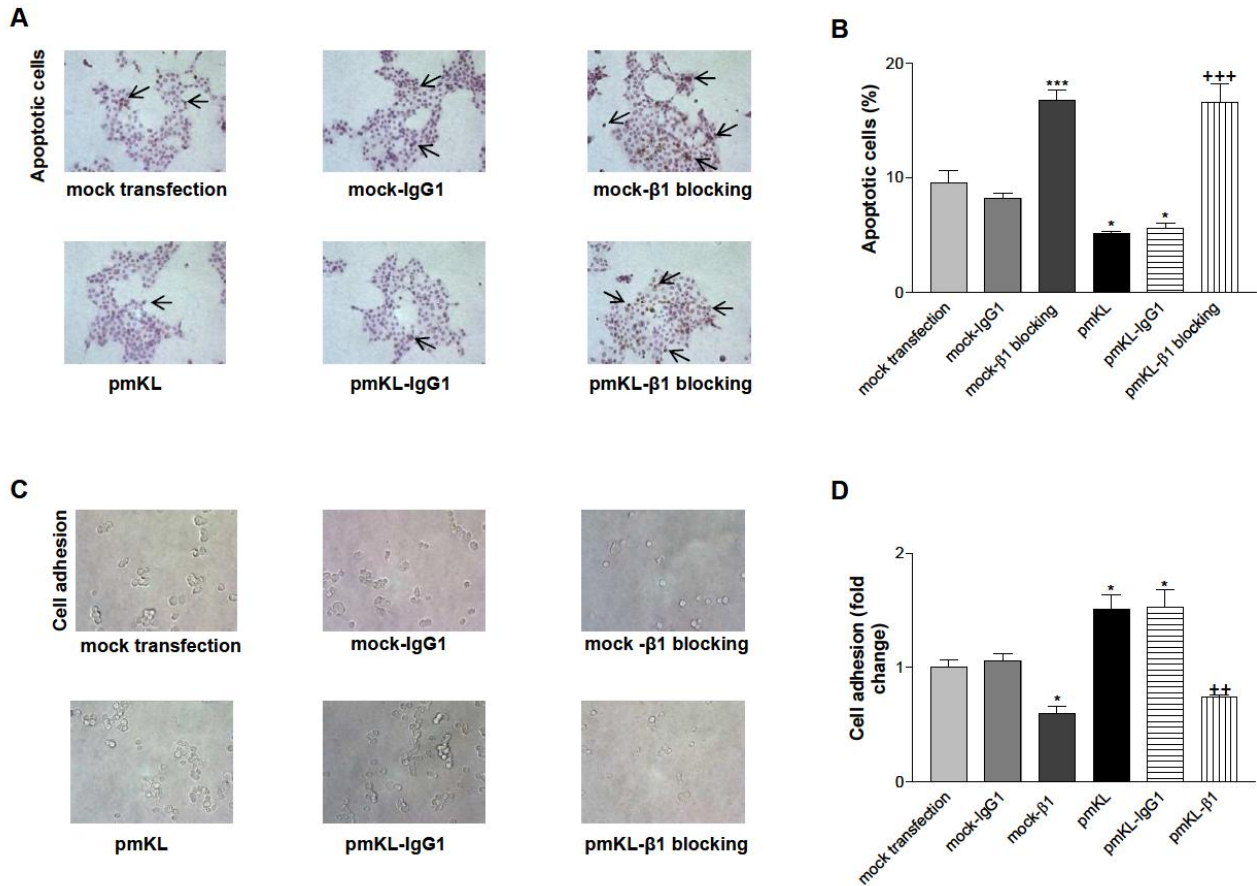 A
Apoptotic cells
mock transfection
mock-IgG1
mock-β1 blocking
pmKL
pmKL-IgG1
pmKL-β1 blocking
B
Apoptotic cells (%)
20
10
0
***
*
*
+++
mock transfection
mock-IgG1
mock-β1 blocking
pmKL
pmKL-IgG1
pmKL-β1 blocking
C
Cell adhesion
mock transfection
mock-IgG1
mock -β1 blocking
pmKL
pmKL-IgG1
pmKL-β1 blocking
D
Cell adhesion (fold
change)
2
1
0
*
*
*
++
mock transfection
mock-IgG1
mock-β1
pmKL
pmKL-IgG1
pmKL-β1